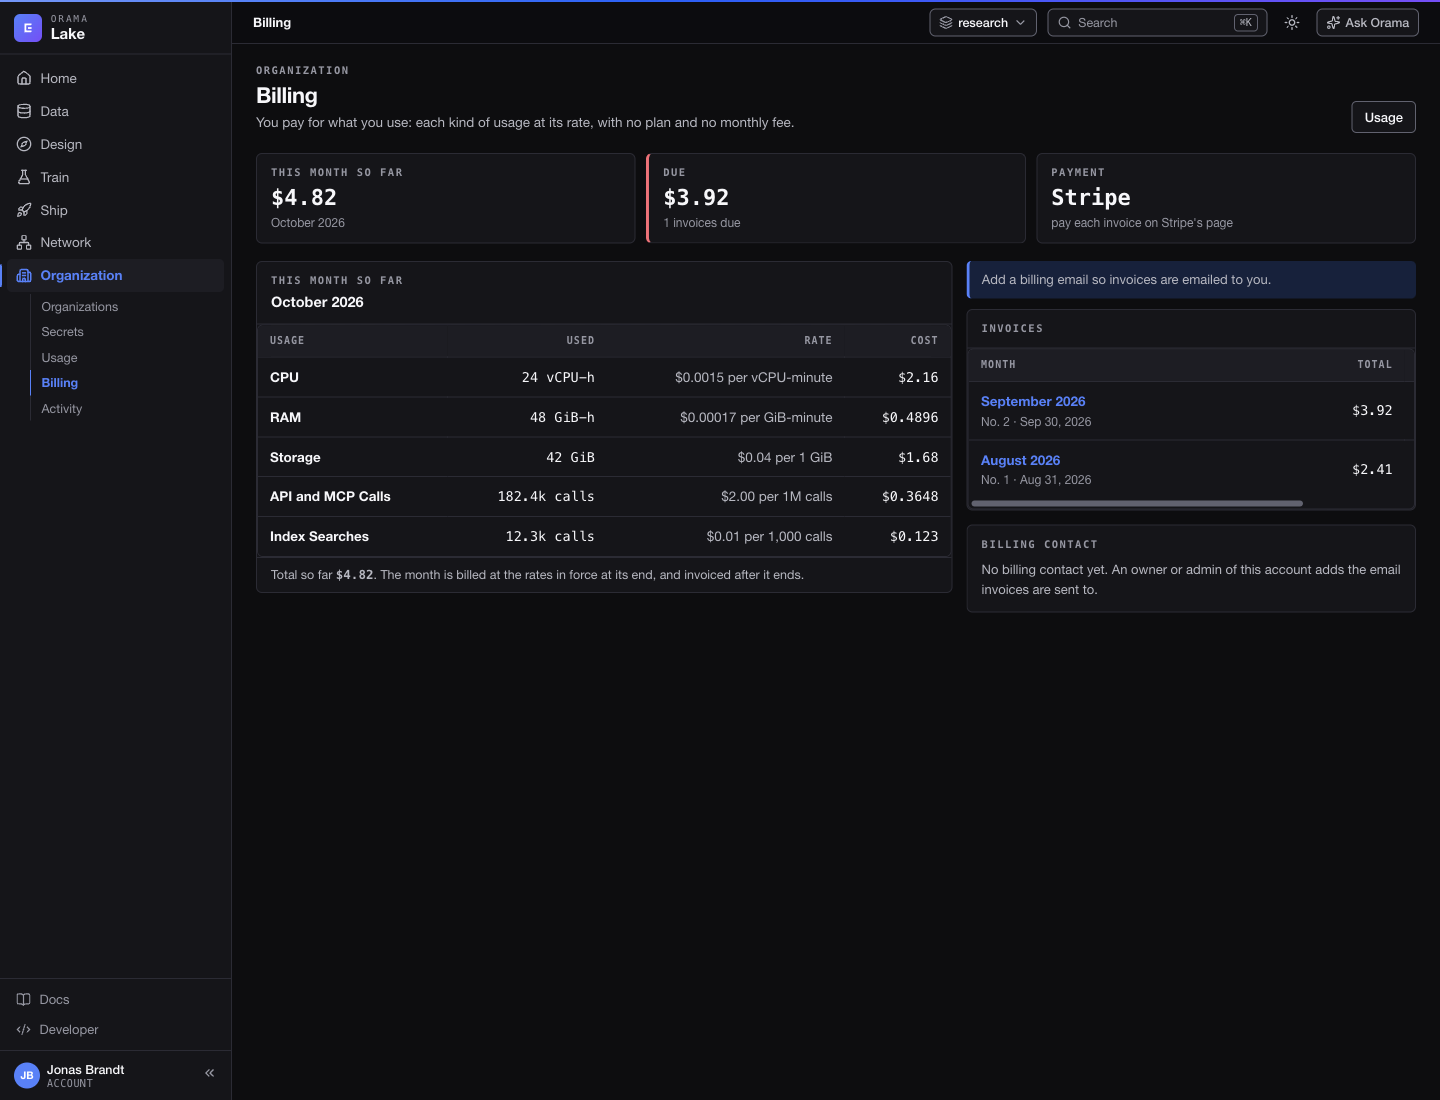 ORAMA
Lake
Home
Data
Design
Train
Ship
Network
Organization
Organizations
Secrets
Usage
Billing
Activity
Docs
Developer
JB
Jonas Brandt
ACCOUNT
Billing
research
Search
⌘K
Ask Orama
ORGANIZATION
Billing
You pay for what you use: each kind of usage at its rate, with no plan and no monthly fee.
Usage
THIS MONTH SO FAR
$4.82
October 2026
DUE
$3.92
1 invoices due
PAYMENT
Stripe
pay each invoice on Stripe's page
THIS MONTH SO FAR
October 2026
USAGE USED RATE COST
CPU 24 vCPU-h $0.0015 per vCPU-minute $2.16
RAM 48 GiB-h $0.00017 per GiB-minute $0.4896
Storage 42 GiB $0.04 per 1 GiB $1.68
API and MCP Calls 182.4k calls $2.00 per 1M calls $0.3648
Index Searches 12.3k calls $0.01 per 1,000 calls $0.123
Total so far $4.82. The month is billed at the rates in force at its end, and invoiced after it ends.
Add a billing email so invoices are emailed to you.
INVOICES
MONTH TOTAL
September 2026
No. 2 · Sep 30, 2026
$3.92
August 2026
No. 1 · Aug 31, 2026
$2.41
BILLING CONTACT
No billing contact yet. An owner or admin of this account adds the email
invoices are sent to.